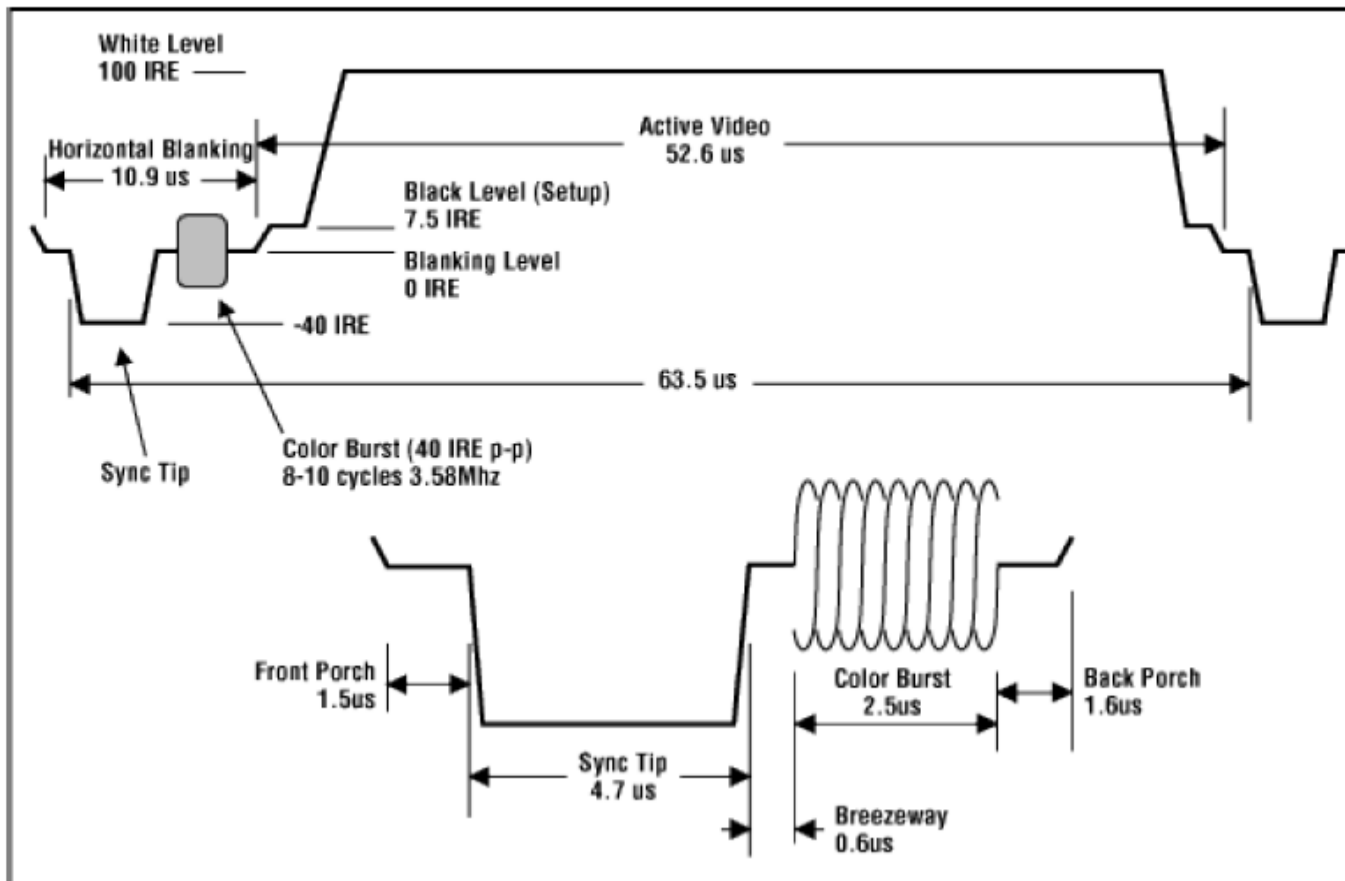 White Level
100 IRE
Horizontal Blanking
10.9 us
Active Video
52.6 us
Black Level (Setup)
7.5 IRE
Blanking Level
0 IRE
-40 IRE
63.5 us
Sync Tip
Color Burst (40 IRE p-p)
8-10 cycles 3.58Mhz
Front Porch
1.5us
Sync Tip
4.7 us
Color Burst
2.5us
Back Porch
1.6us
Breezeway
0.6us